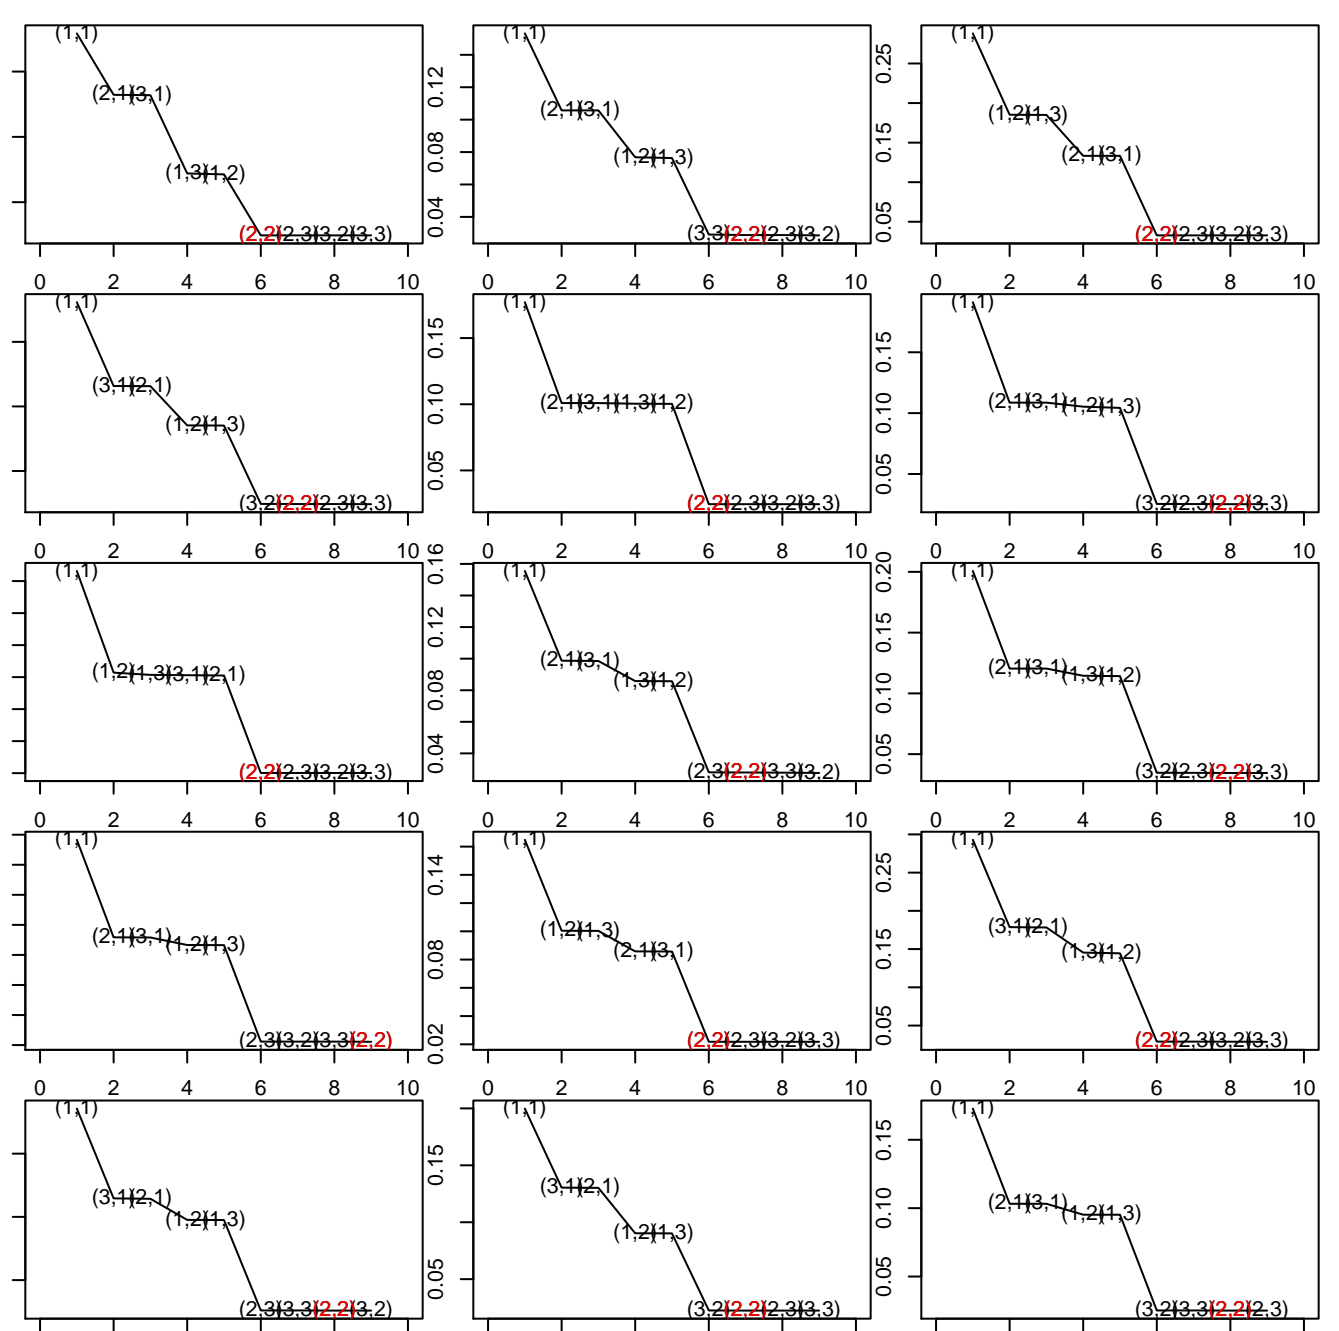 (1,1) (1,1) (1,1)
(2,1) (3,1) (2,1) (3,1) (1,2) (1,3)
(1,3) (1,2) (1,2) (1,3) (2,1) (3,1)
(2,2) (2,3) (3,2) (3,3) (3,3) (2,2) (2,3) (3,2) (2,2) (2,3) (3,2) (3,3)
0.04 0.08 0.12
0.05 0.15 0.25
0 2 4 6 8 10 0 2 4 6 8 10 0 2 4 6 8 10
(1,1) (1,1) (1,1)
(3,1) (2,1) (2,1) (3,1) (1,3) (1,2) (2,1) (3,1) (1,2) (1,3)
(1,2) (1,3)
(3,2) (2,2) (2,3) (3,3) (2,2) (2,3) (3,2) (3,3) (3,2) (2,3) (2,2) (3,3)
0.05 0.10 0.15
0.05 0.10 0.15
0 2 4 6 8 10 0 2 4 6 8 10 0 2 4 6 8 10
(1,1) (1,1) (1,1)
(1,2) (1,3) (3,1) (2,1) (2,1) (3,1) (2,1) (3,1)
(1,3) (1,2) (1,3) (1,2)
(2,2) (2,3) (3,2) (3,3) (2,3) (2,2) (3,3) (3,2) (3,2) (2,3) (2,2) (3,3)
0.04 0.08 0.12 0.16
0.05 0.10 0.15 0.20
0 2 4 6 8 10 0 2 4 6 8 10 0 2 4 6 8 10
(1,1) (1,1) (1,1)
(2,1) (3,1) (1,2) (1,3) (3,1) (2,1)
(1,2) (1,3) (2,1) (3,1) (1,3) (1,2)
(2,3) (3,2) (3,3) (2,2) (2,2) (2,3) (3,2) (3,3) (2,2) (2,3) (3,2) (3,3)
0.02 0.08 0.14
0.05 0.15 0.25
0 2 4 6 8 10 0 2 4 6 8 10 0 2 4 6 8 10
(1,1) (1,1) (1,1)
(3,1) (2,1) (3,1) (2,1) (2,1) (3,1)
(1,2) (1,3) (1,2) (1,3) (1,2) (1,3)
(2,3) (3,3) (2,2) (3,2) (3,2) (2,2) (2,3) (3,3) (3,2) (3,3) (2,2) (2,3)
0.05 0.15
0.05 0.10 0.15